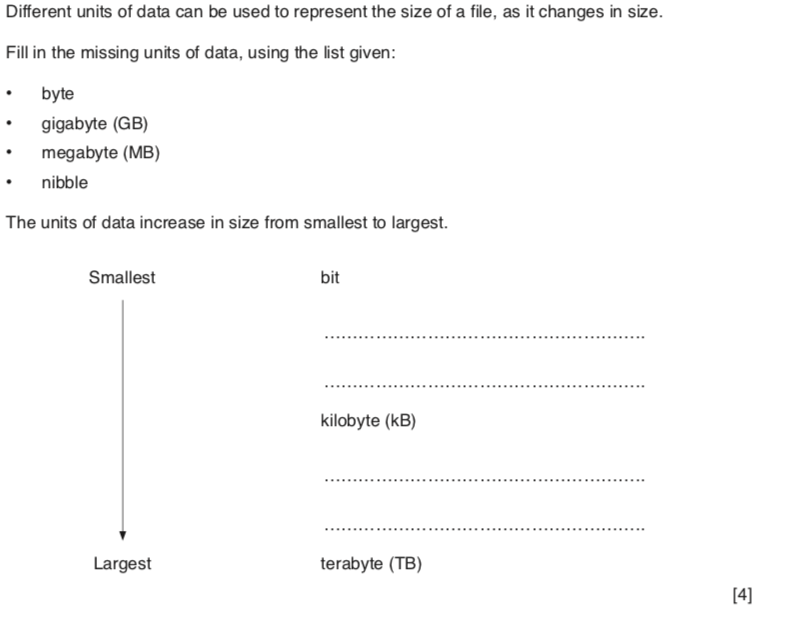 Different units of data can be used to represent the size of a file, as it changes in size.
Fill in the missing units of data, using the list given:
• byte
• gigabyte (GB)
• megabyte (MB)
• nibble
The units of data increase in size from smallest to largest.
Smallest bit
....................................................
....................................................
kilobyte (kB)
....................................................
....................................................
Largest terabyte (TB)
[4]